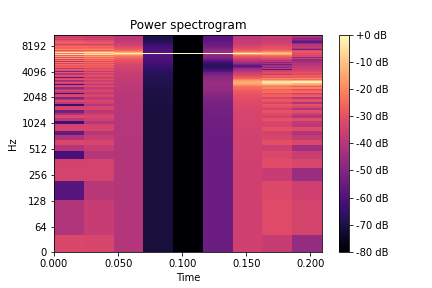 Power spectrogram
8192
4096
2048
1024
512
256
128
64
0
Hz
0.000 0.050 0.100 0.150 0.200
Time
+0 dB
-10 dB
-20 dB
-30 dB
-40 dB
-50 dB
-60 dB
-70 dB
-80 dB